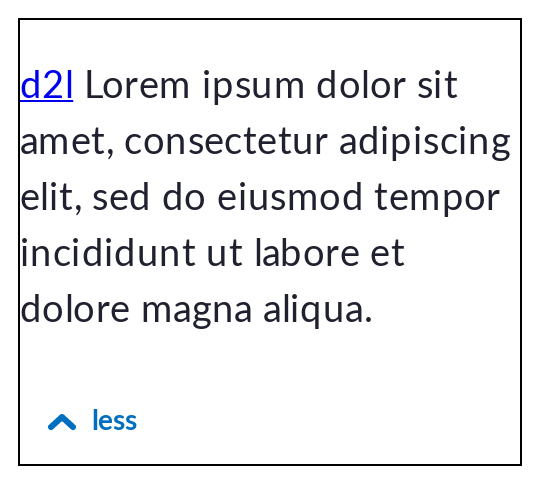 d2l Lorem ipsum dolor sit
amet, consectetur adipiscing
elit, sed do eiusmod tempor
incididunt ut labore et
dolore magna aliqua.
less